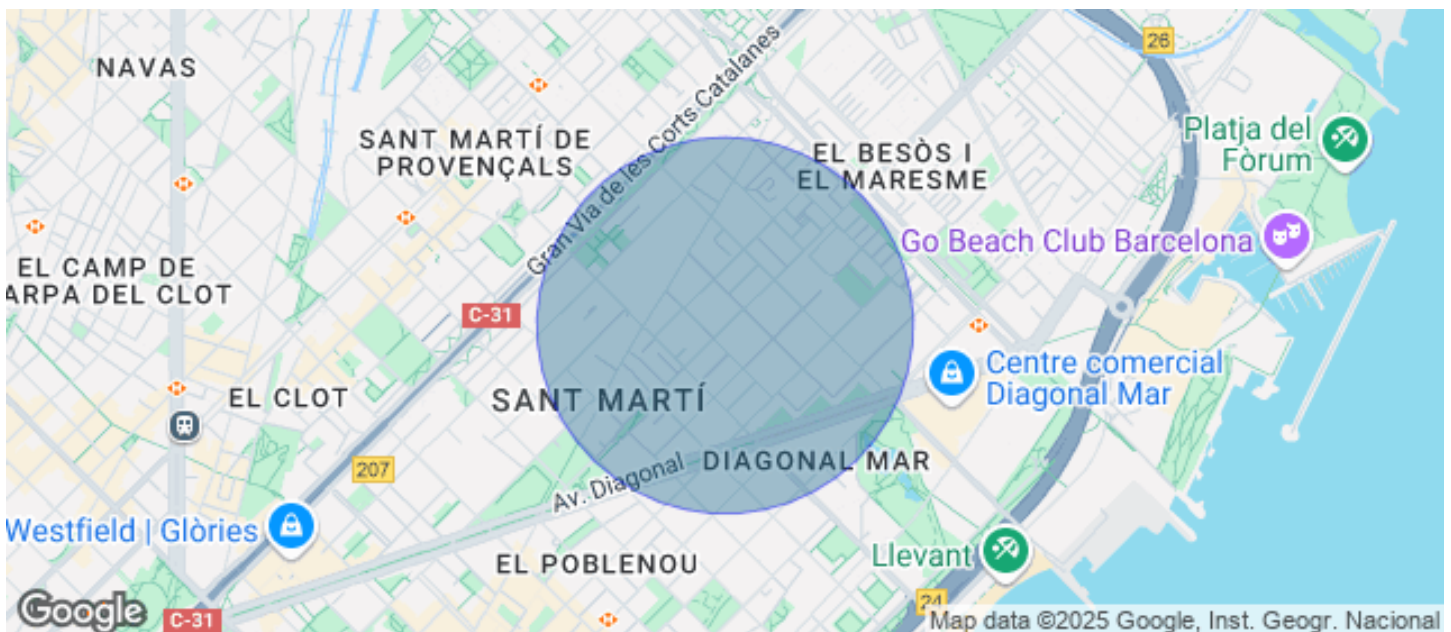 NAVAS
26
SANT MARTÍ DE
PROVENÇALS
Gran Via de les Corts Catalanes
EL BESÒS I
EL MARESME
Platja del
Fòrum
Go Beach Club Barcelona
EL CAMP DE
ARPA DEL CLOT
C-31
Centre comercial
Diagonal Mar
EL CLOT
SANT MARTÍ
207
DIAGONAL MAR
Av. Diagonal
Westfield | Glòries
EL POBLENOU
Llevant
24
Google
C-31
Map data ©2025 Google, Inst. Geogr. Nacional